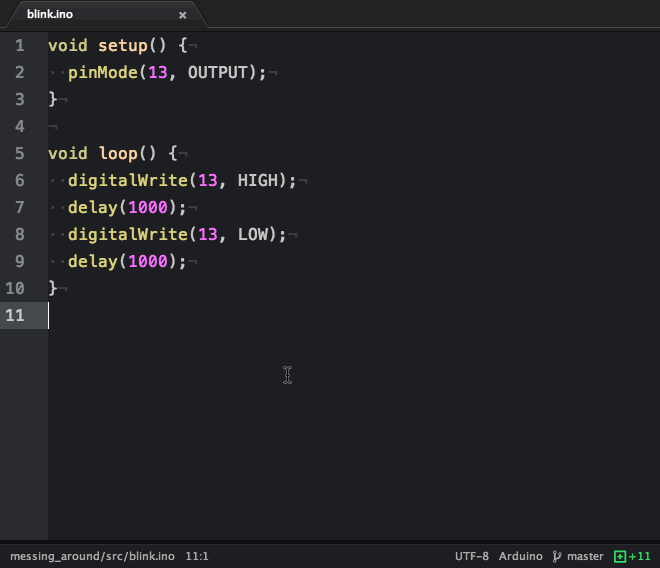 blink.ino ×
1 void setup() {¬
2 ··pinMode(13, OUTPUT);¬
3 }¬
4 ¬
5 void loop() {¬
6 ··digitalWrite(13, HIGH);¬
7 ··delay(1000);¬
8 ··digitalWrite(13, LOW);¬
9 ··delay(1000);¬
10 }¬
11
messing_around/src/blink.ino 11:1 UTF-8 Arduino master +11